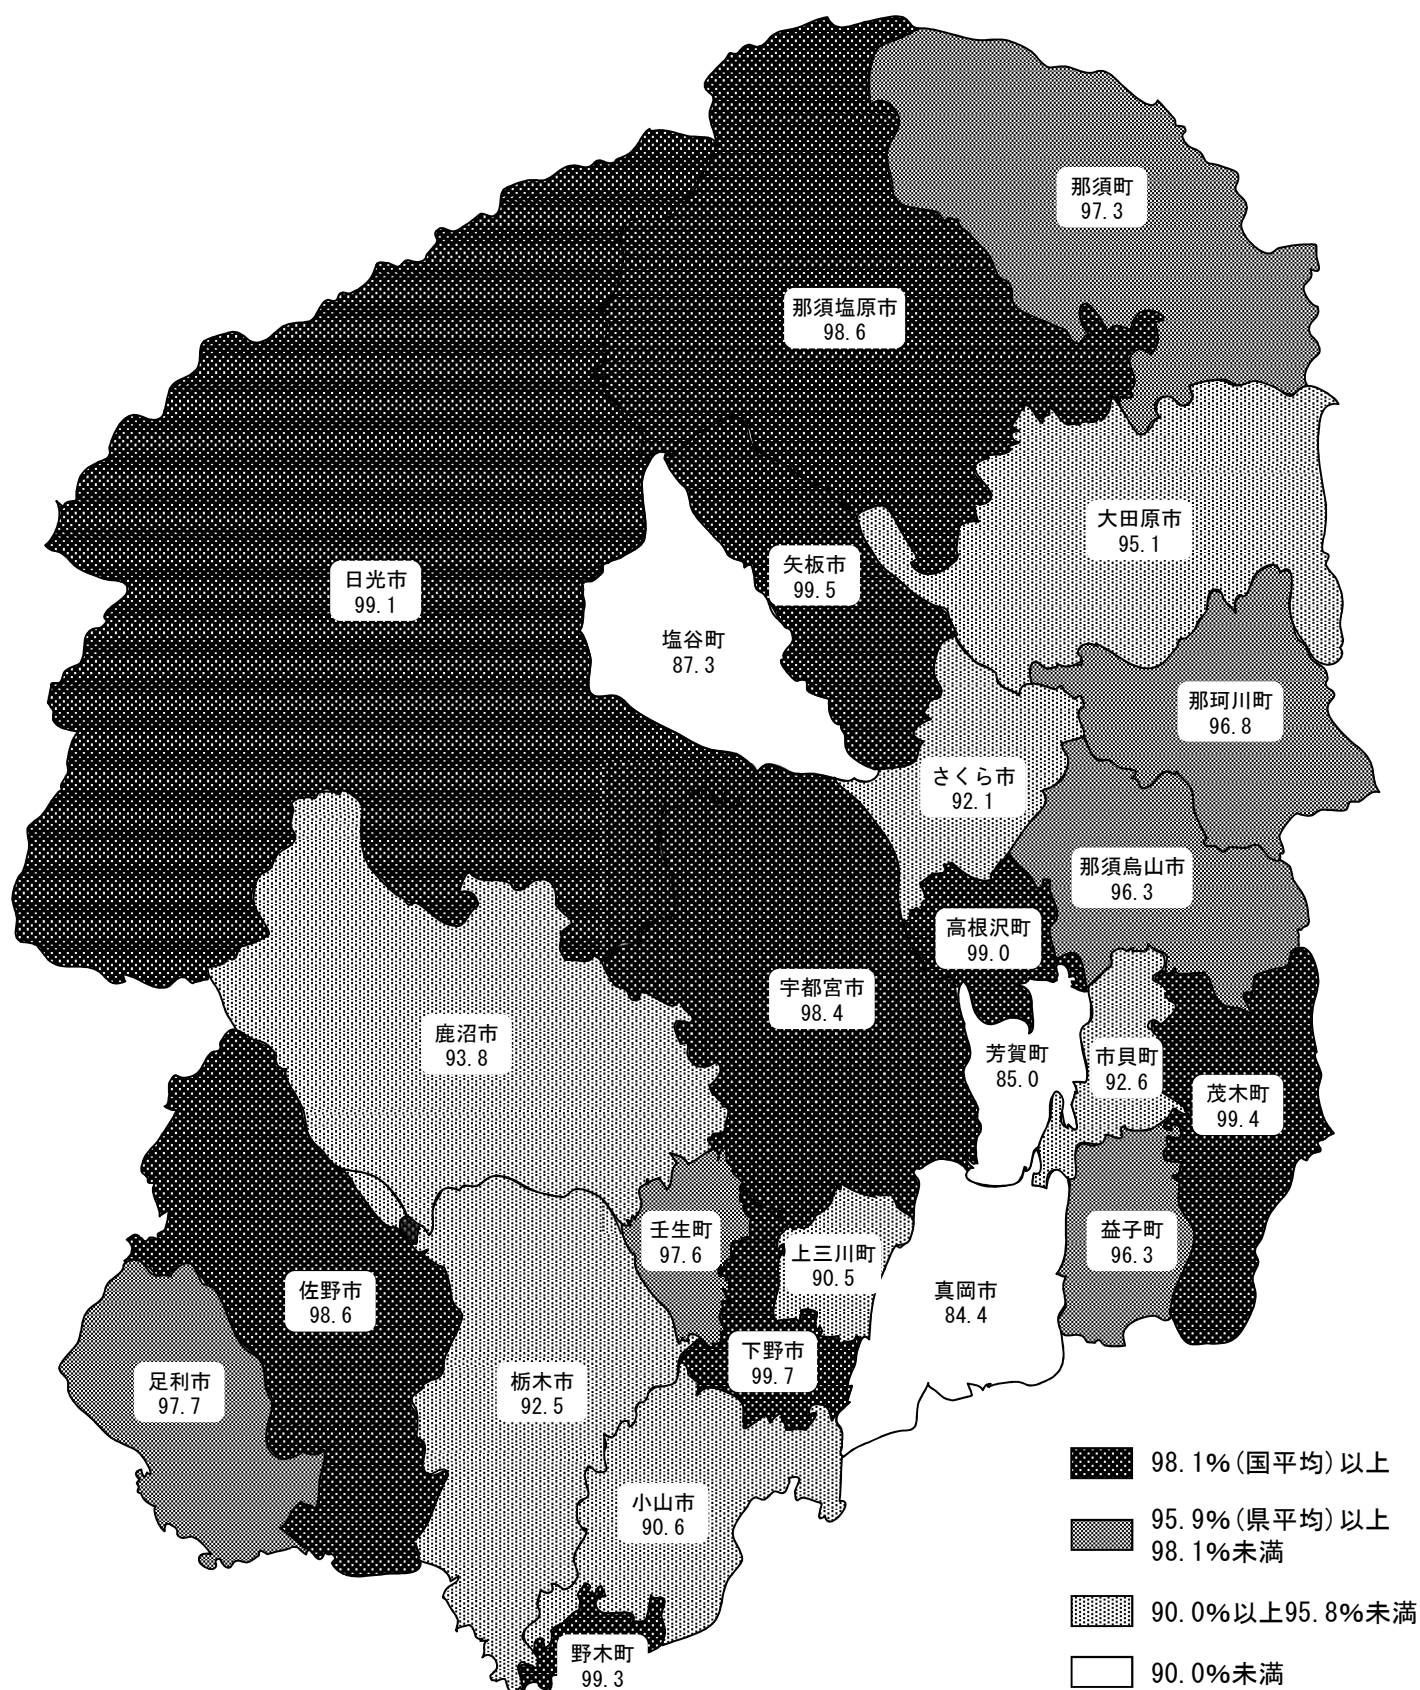 那須町
97.3
那須塩原市
98.6
大田原市
95.1
矢板市
99.5
日光市
99.1
塩谷町
87.3
那珂川町
96.8
さくら市
92.1
那須烏山市
96.3
高根沢町
99.0
宇都宮市
98.4
鹿沼市
93.8
芳賀町
85.0
市貝町
92.6
茂木町
99.4
壬生町
97.6
上三川町
90.5
益子町
96.3
佐野市
98.6
真岡市
84.4
下野市
99.7
足利市
97.7
栃木市
92.5
小山市
90.6
野木町
99.3
98.1%(国平均)以上
95.9%(県平均)以上
98.1%未満
90.0%以上95.8%未満
90.0%未満